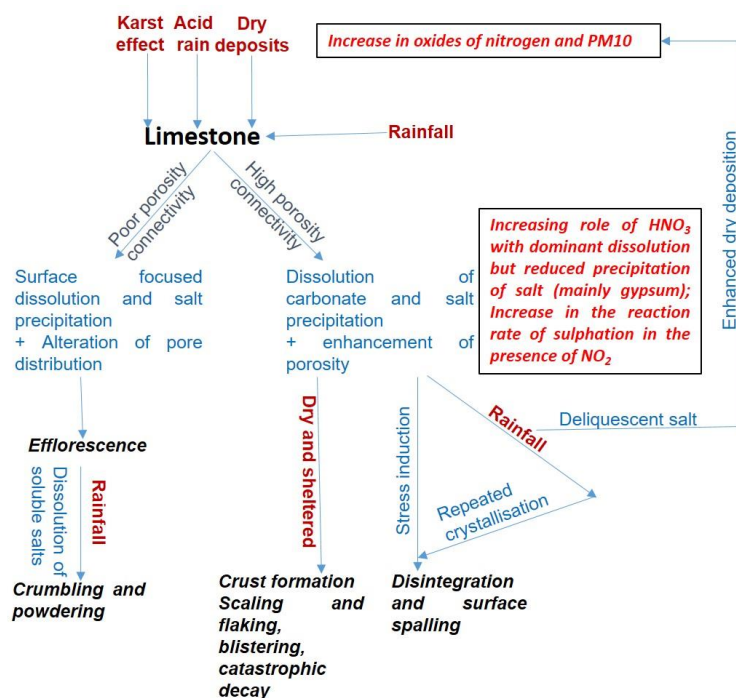 Karst effect
Acid rain
Dry deposits
Increase in oxides of nitrogen and PM10
Limestone
Rainfall
Poor porosity
connectivity
High porosity
connectivity
Enhanced dry deposition
Surface focused
dissolution and salt
precipitation
+ Alteration of pore
distribution
Dissolution of
carbonate and salt
precipitation
+ enhancement of
porosity
Increasing role of HNO₃
with dominant dissolution
but reduced precipitation
of salt (mainly gypsum);
Increase in the reaction
rate of sulphation in the
presence of NO₂
Efflorescence
Dissolution of
soluble salts
Rainfall
Dry and sheltered
Stress induction
Rainfall
Deliquescent salt
Repeated
crystallisation
Crumbling and
powdering
Crust formation
Scaling and
flaking,
blistering,
catastrophic
decay
Disintegration
and surface
spalling